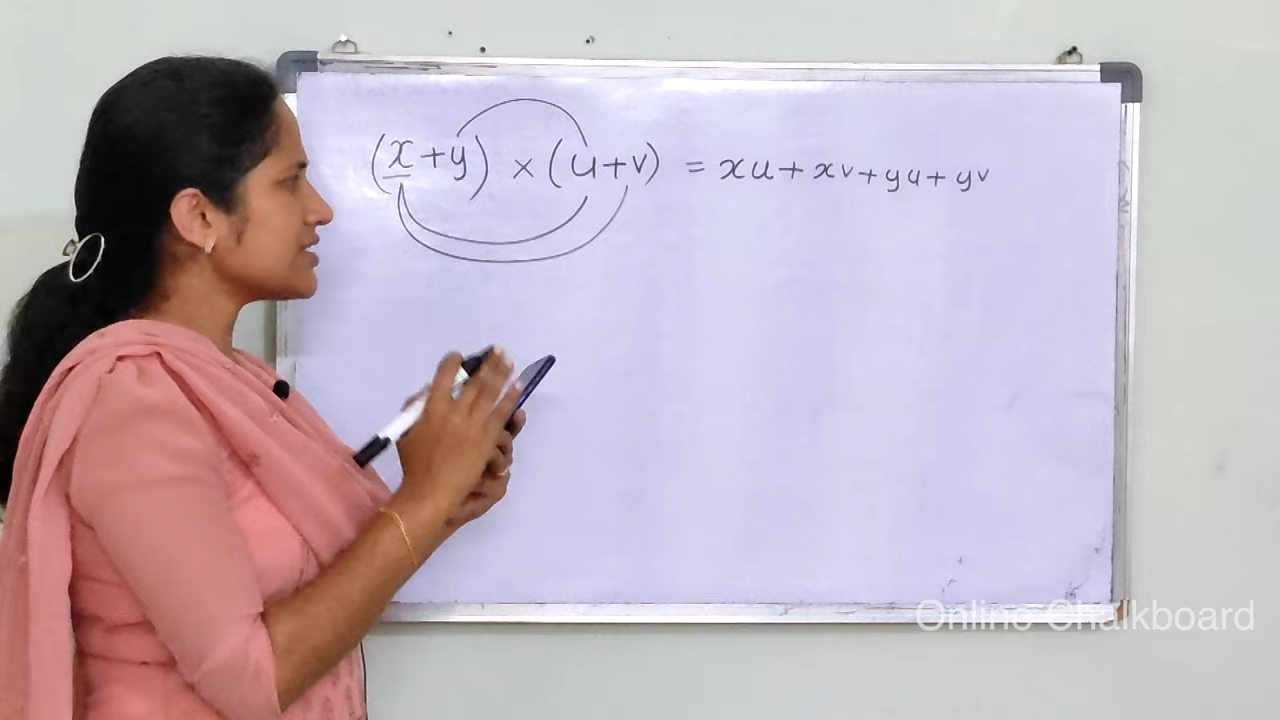 (x+y) ×(u+v) = xu+xv+yu+yv
Online Chalkboard